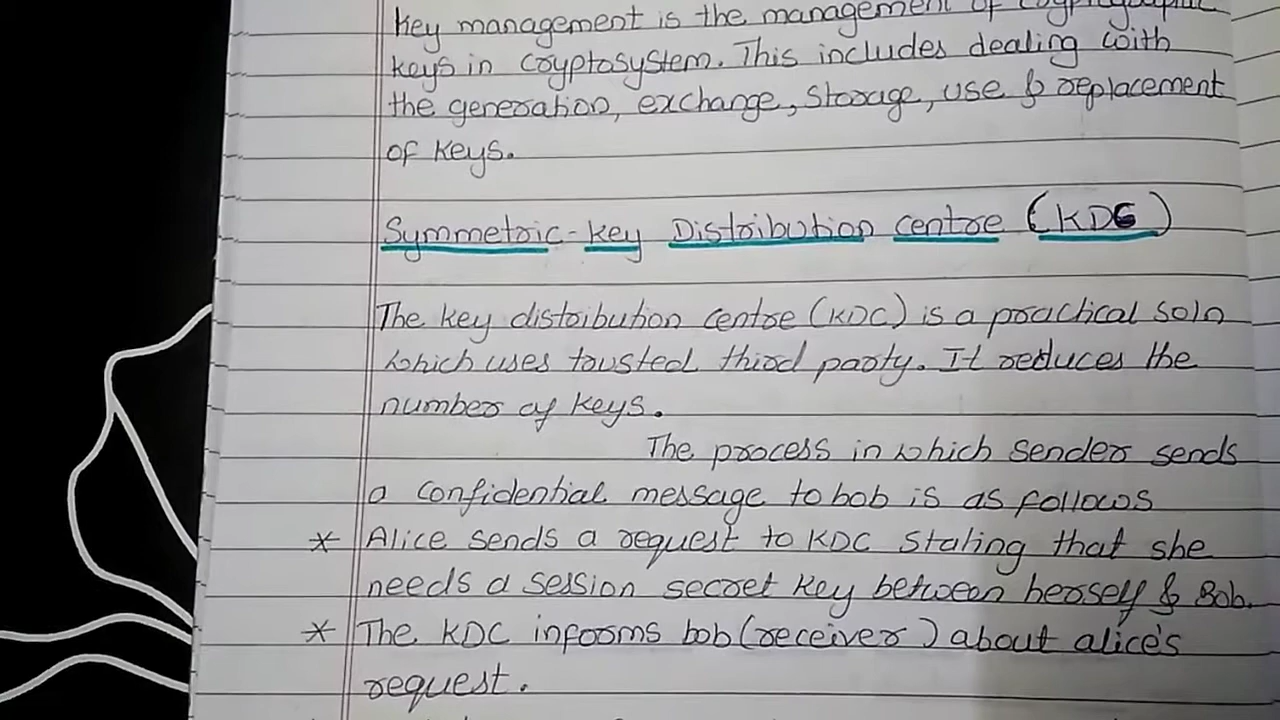 key management is the management of cryptographic
keys in cryptosystem. This includes dealing with
the generation, exchange, storage, use & replacement
of keys.
Symmetric-key Distribution centre (KDC)
The key distribution centre (KDC) is a practical soln
which uses trusted third party. It reduces the
number of keys.
The process in which sender sends
a confidential message to bob is as follows
* Alice sends a request to KDC stating that she
needs a session secret key between herself & Bob.
* The KDC informs bob (receiver) about alice's
request.